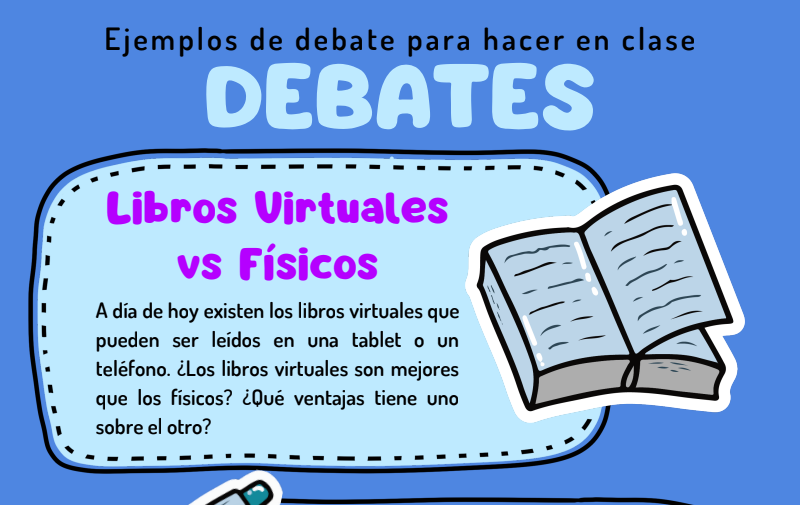 Ejemplos de debate para hacer en clase
DEBATES
Libros Virtuales
vs Físicos
A día de hoy existen los libros virtuales que
pueden ser leídos en una tablet o un
teléfono. ¿Los libros virtuales son mejores
que los físicos? ¿Qué ventajas tiene uno
sobre el otro?